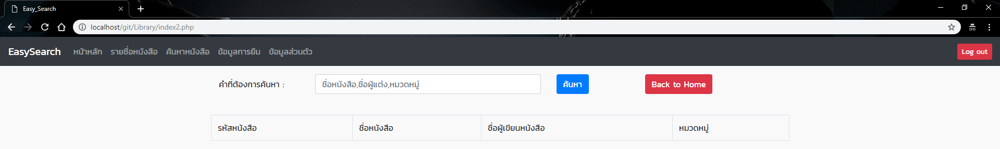 Easy_Search
localhost/git/Library/index2.php
EasySearch หน้าหลัก รายชื่อหนังสือ ค้นหาหนังสือ ข้อมูลการยืม ข้อมูลส่วนตัว Log out
คำที่ต้องการค้นหา : ชื่อหนังสือ,ชื่อผู้แต่ง,หมวดหมู่ ค้นหา Back to Home
รหัสหนังสือ ชื่อหนังสือ ชื่อผู้เขียนหนังสือ หมวดหมู่